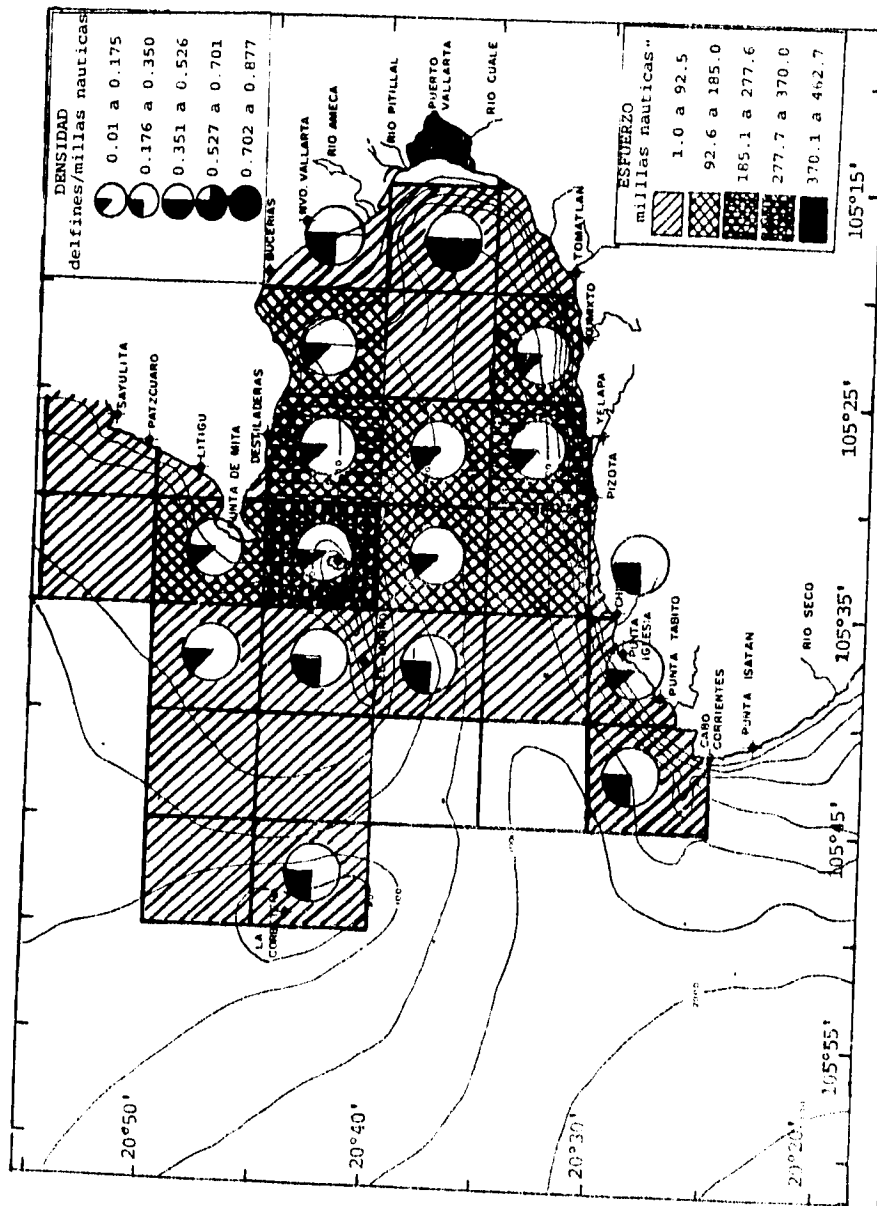 DENSIDAD
delfines/millas nauticas
0.01 a 0.175
0.176 a 0.350
0.351 a 0.526
0.527 a 0.701
0.702 a 0.877
ESFUERZO
milllas nauticas"
1.0 a 92.5
92.6 a 185.0
185.1 a 277.6
277.7 a 370.0
370.1 a 462.7
SAYULITA
PATZCUARO
LITIGU
PUNTA DE MITA
DESTILADERAS
BUCERIAS
NVO. VALLARTA
RIO AMECA
RIO PITILLAL
PUERTO
VALLARTA
RIO CUALE
TOMATLAN
YELAPA
PIZOTA
PUNTA
IGLESIA
PUNTA TABITO
CABO
CORRIENTES
PUNTA ISATAN
RIO SECO
LA
20°50'
20°40'
20°30'
20°20'
105°15'
105°25'
105°35'
105°45'
105°55'